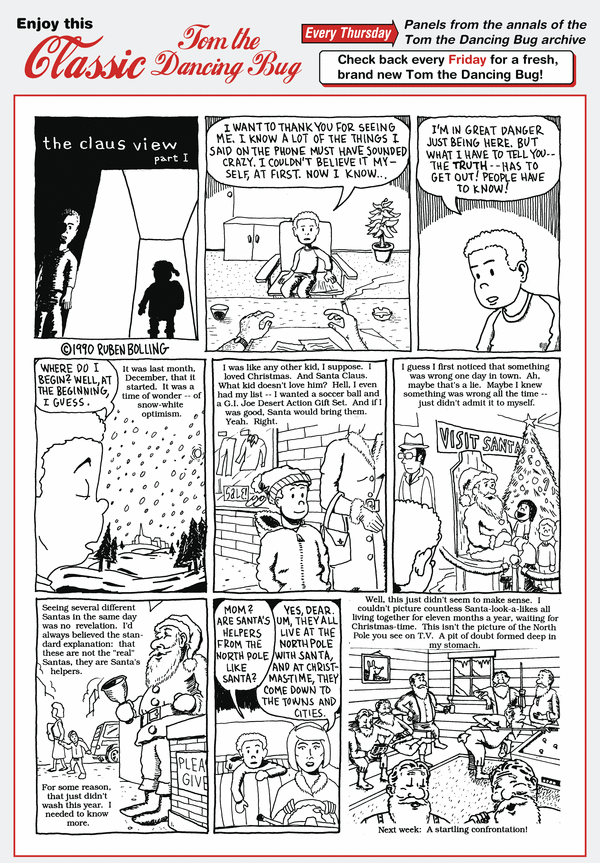 Enjoy this
Classic Tom the
Dancing Bug
Every Thursday
Panels from the annals of the
Tom the Dancing Bug archive
Check back every Friday for a fresh,
brand new Tom the Dancing Bug!
the claus view
part I
©1990 RUBEN BOLLING
I WANT TO THANK YOU FOR SEEING
ME. I KNOW A LOT OF THE THINGS I
SAID ON THE PHONE MUST HAVE SOUNDED
CRAZY. I COULDN'T BELIEVE IT MY-
SELF, AT FIRST. NOW I KNOW...
I'M IN GREAT DANGER
JUST BEING HERE. BUT
WHAT I HAVE TO TELL YOU--
THE TRUTH--HAS TO
GET OUT! PEOPLE HAVE
TO KNOW!
WHERE DO I
BEGIN? WELL, AT
THE BEGINNING,
I GUESS.
It was last month,
December, that it
started. It was a
time of wonder -- of
snow-white
optimism.
I was like any other kid, I suppose. I
loved Christmas. And Santa Claus.
What kid doesn't love him? Hell, I even
had my list -- I wanted a soccer ball and
a G.I. Joe Desert Action Gift Set. And if I
was good, Santa would bring them.
Yeah. Right.
SALE
I guess I first noticed that something
was wrong one day in town. Ah,
maybe that's a lie. Maybe I knew
something was wrong all the time --
just didn't admit it to myself.
VISIT SANTA
Seeing several different
Santas in the same day
was no revelation. I'd
always believed the stan-
dard explanation: that
these are not the "real"
Santas, they are Santa's
helpers.
PLEA
GIVE
For some reason,
that just didn't
wash this year. I
needed to know
more.
MOM?
ARE SANTA'S
HELPERS
FROM THE
NORTH POLE
LIKE
SANTA?
YES, DEAR.
UM, THEY ALL
LIVE AT THE
NORTH POLE
WITH SANTA,
AND AT CHRIST-
MASTIME, THEY
COME DOWN TO
THE TOWNS AND
CITIES.
Well, this just didn't seem to make sense. I
couldn't picture countless Santa-look-a-likes all
living together for eleven months a year, waiting for
Christmas-time. This isn't the picture of the North
Pole you see on T.V. A pit of doubt formed deep in
my stomach.
Next week: A startling confrontation!